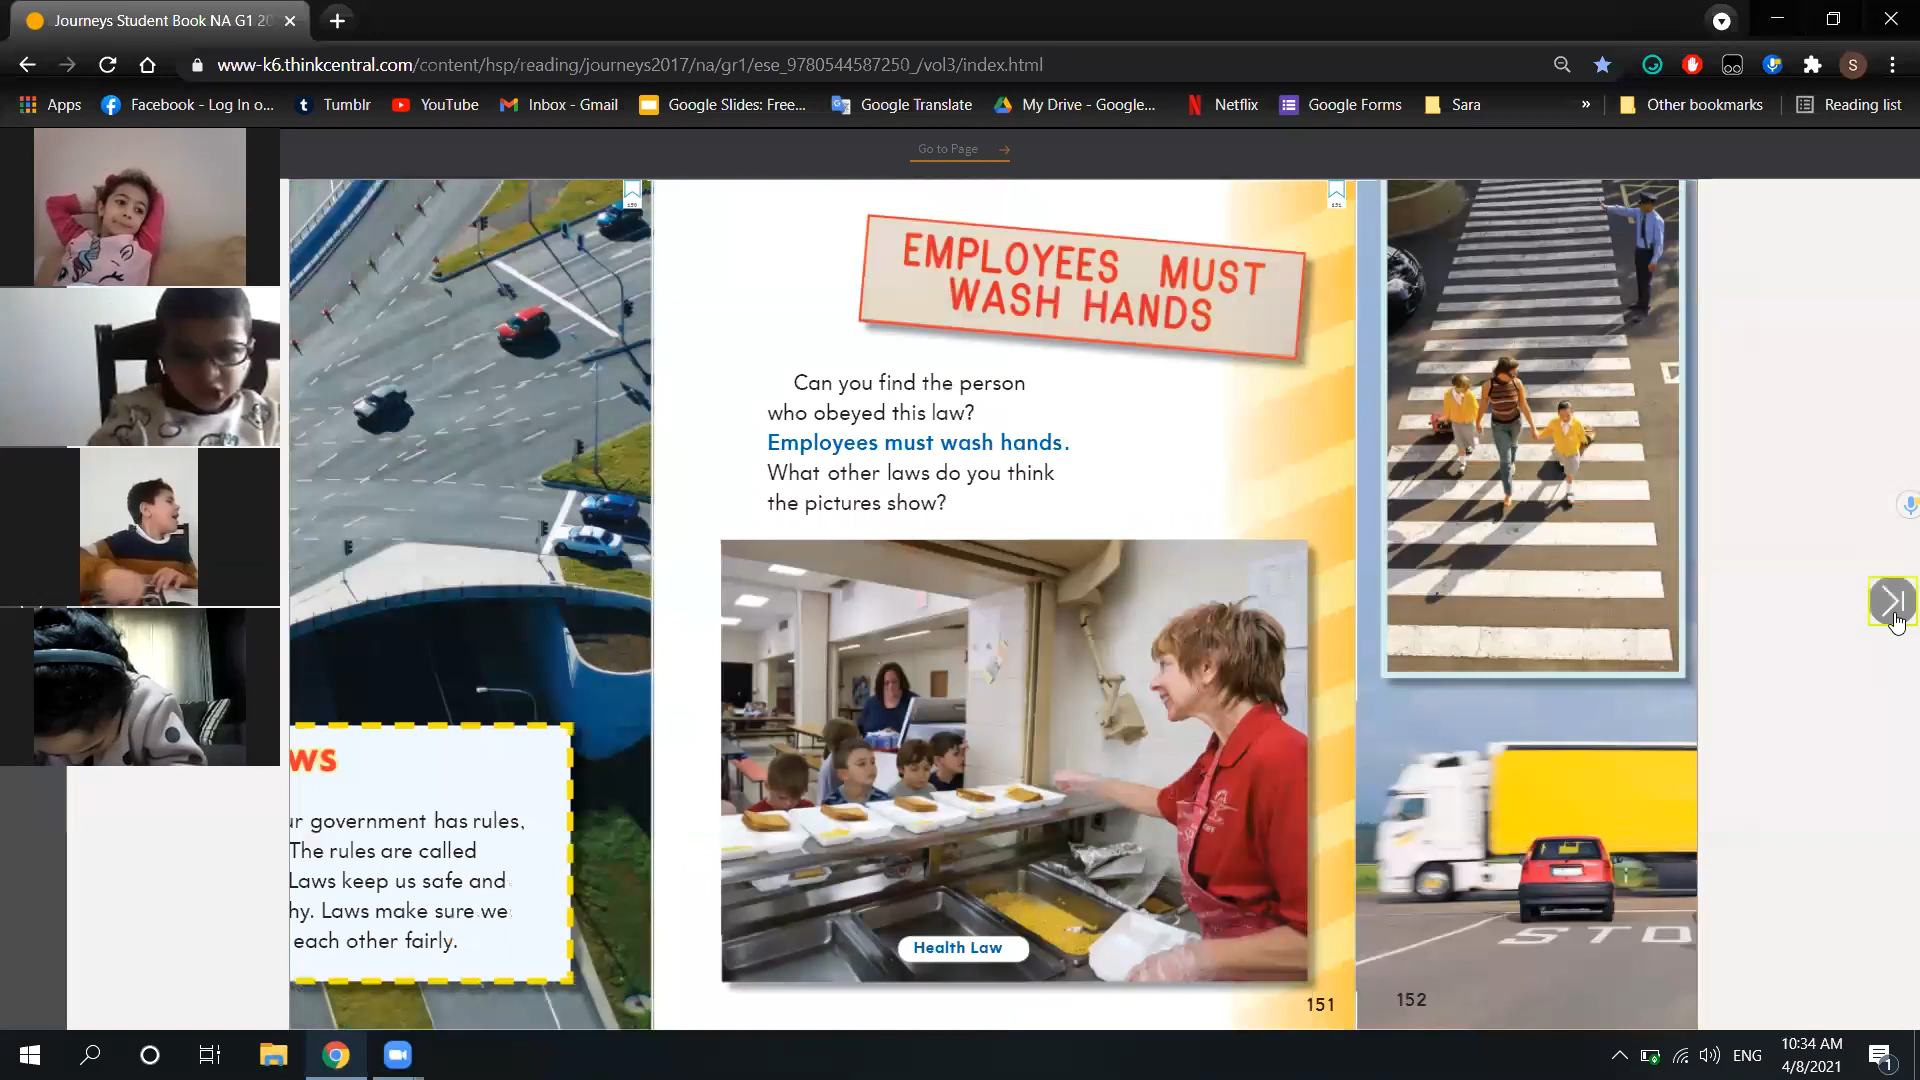 Journeys Student Book NA G1 20
www-k6.thinkcentral.com/content/hsp/reading/journeys2017/na/gr1/ese_9780544587250_/vol3/index.html
S
Apps
Facebook - Log In o...
Tumblr
YouTube
Inbox - Gmail
Google Slides: Free...
Google Translate
My Drive - Google...
Netflix
Google Forms
Sara
»
Other bookmarks
Reading list
Go to Page
150
151
ws
ur government has rules,
The rules are called
Laws keep us safe and
hy. Laws make sure we
each other fairly.
EMPLOYEES MUST
WASH HANDS
Can you find the person
who obeyed this law?
Employees must wash hands.
What other laws do you think
the pictures show?
Health Law
151
STO
152
ENG
10:34 AM
4/8/2021
1